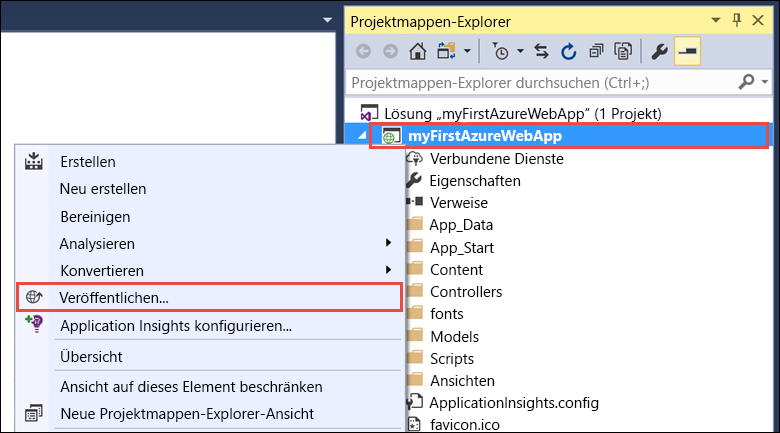 Projektmappen-Explorer
Projektmappen-Explorer durchsuchen (Ctrl+;)
Lösung „myFirstAzureWebApp“ (1 Projekt)
myFirstAzureWebApp
Verbundene Dienste
Eigenschaften
Verweise
App_Data
App_Start
Content
Controllers
fonts
Models
Scripts
Ansichten
ApplicationInsights.config
favicon.ico
Erstellen
Neu erstellen
Bereinigen
Analysieren
Konvertieren
Veröffentlichen...
Application Insights konfigurieren...
Übersicht
Ansicht auf dieses Element beschränken
Neue Projektmappen-Explorer-Ansicht